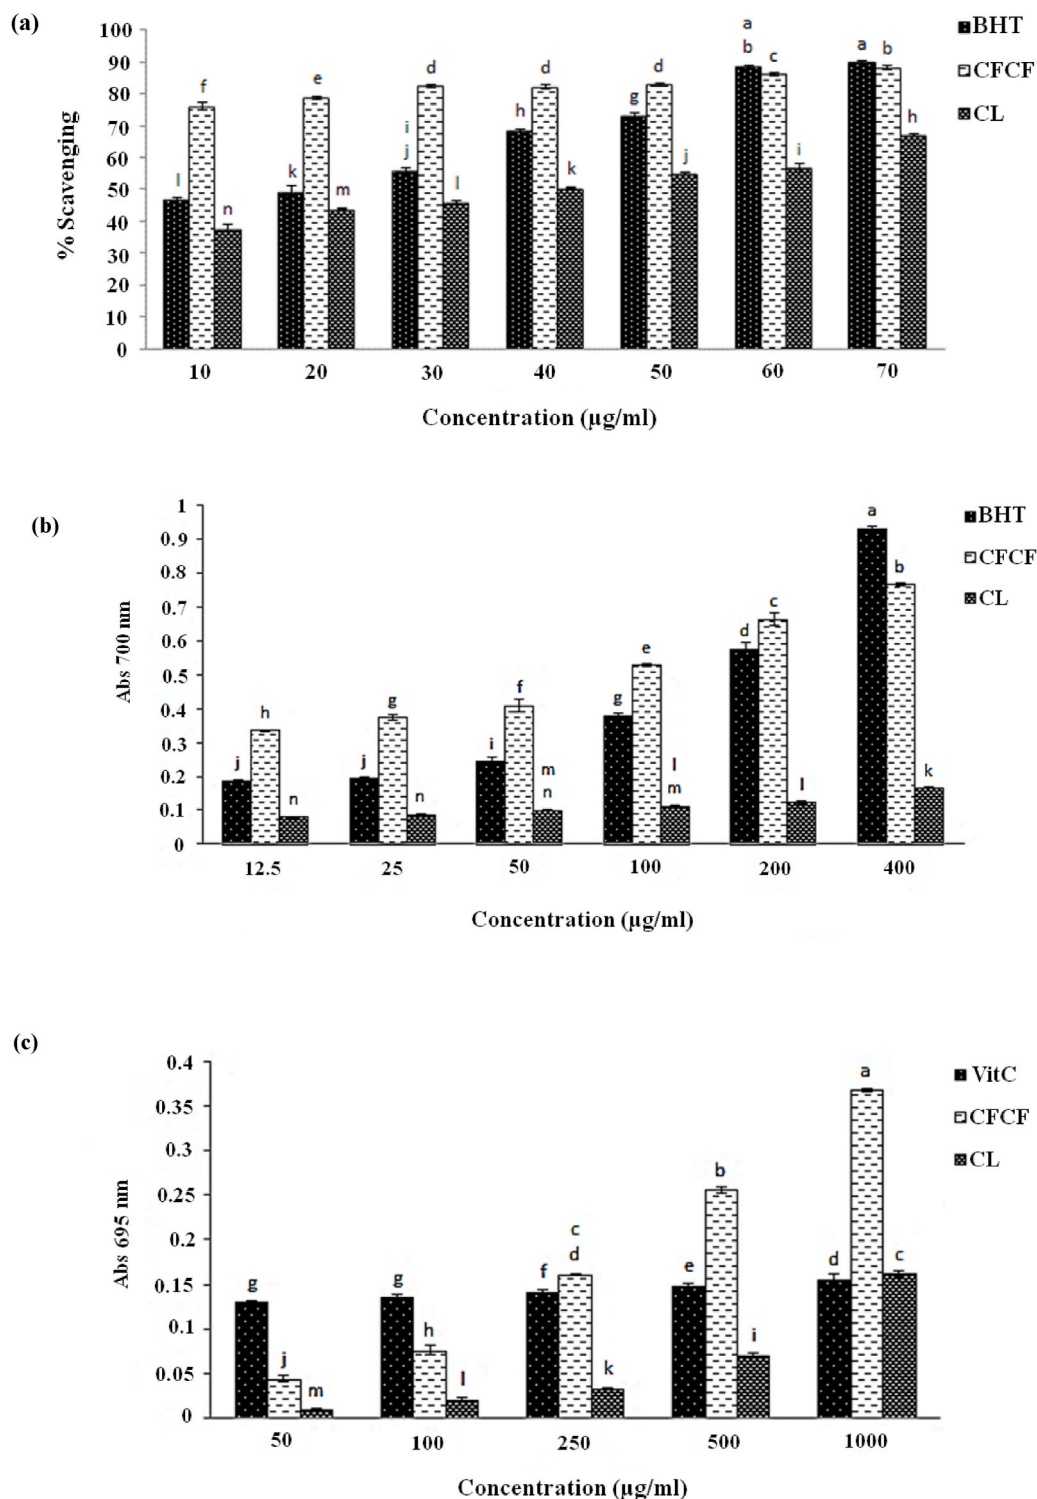 (a)
% Scavenging
100
90
80
70
60
50
40
30
20
10
0
l f n
k e m
i j d l
h d k
g d j
a b c i
a b h
10 20 30 40 50 60 70
Concentration (µg/ml)
BHT
CFCF
CL
(b)
Abs 700 nm
1
0.9
0.8
0.7
0.6
0.5
0.4
0.3
0.2
0.1
0
j h n
j g n
i f m n
g e l m
d c l
a b k
12.5 25 50 100 200 400
Concentration (µg/ml)
BHT
CFCF
CL
(c)
Abs 695 nm
0.4
0.35
0.3
0.25
0.2
0.15
0.1
0.05
0
g j m
g h l
f c d k
e b i
d a c
50 100 250 500 1000
Concentration (µg/ml)
VitC
CFCF
CL